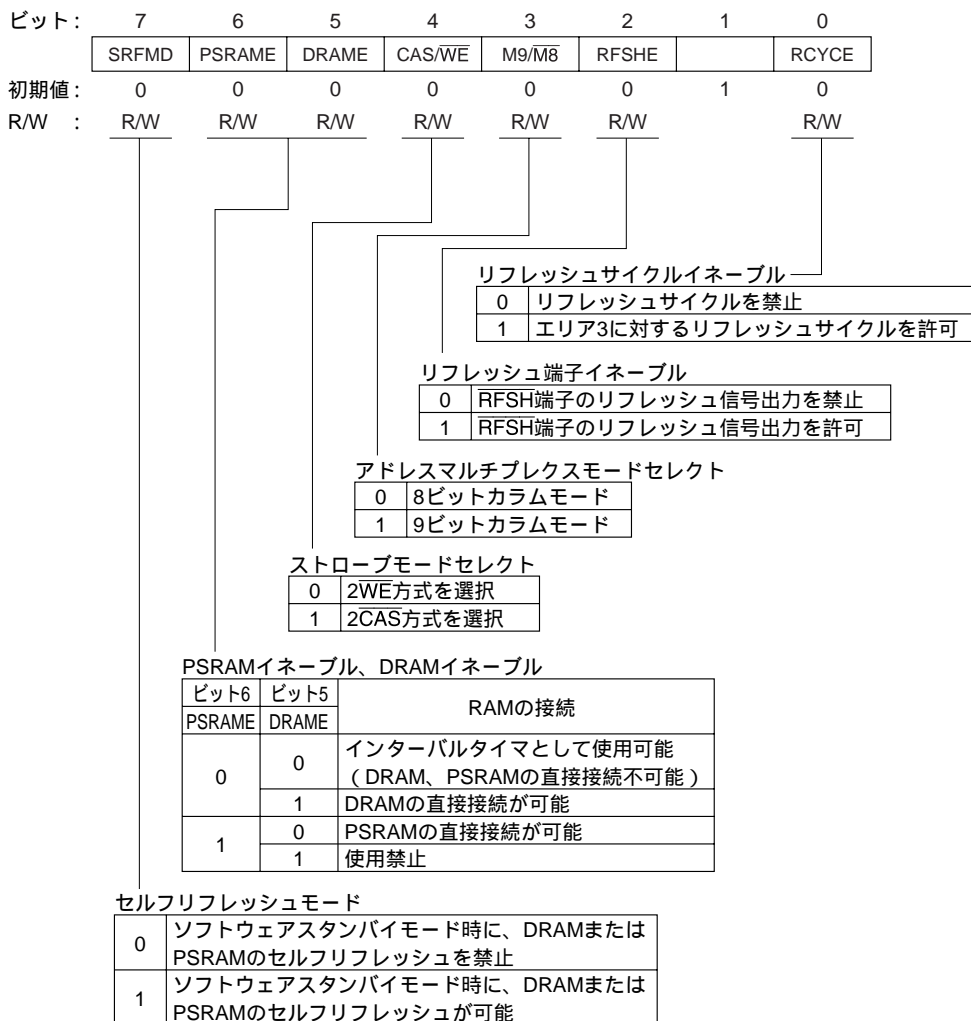 ビット: 7 6 5 4 3 2 1 0
SRFMD PSRAME DRAME CAS/W̅E̅ M9/M̅8̅ RFSHE RCYCE
初期値: 0 0 0 0 0 0 1 0
R/W : R/W R/W R/W R/W R/W R/W R/W
リフレッシュサイクルイネーブル
0 リフレッシュサイクルを禁止
1 エリア3に対するリフレッシュサイクルを許可
リフレッシュ端子イネーブル
0 R̅F̅S̅H̅端子のリフレッシュ信号出力を禁止
1 R̅F̅S̅H̅端子のリフレッシュ信号出力を許可
アドレスマルチプレクスモードセレクト
0 8ビットカラムモード
1 9ビットカラムモード
ストローブモードセレクト
0 2W̅E̅方式を選択
1 2C̅A̅S̅方式を選択
PSRAMイネーブル、DRAMイネーブル
ビット6 ビット5 RAMの接続
PSRAME DRAME
0 0 インターバルタイマとして使用可能
(DRAM、PSRAMの直接接続不可能)
1 DRAMの直接接続が可能
1 0 PSRAMの直接接続が可能
1 使用禁止
セルフリフレッシュモード
0 ソフトウェアスタンバイモード時に、DRAMまたは
PSRAMのセルフリフレッシュを禁止
1 ソフトウェアスタンバイモード時に、DRAMまたは
PSRAMのセルフリフレッシュが可能